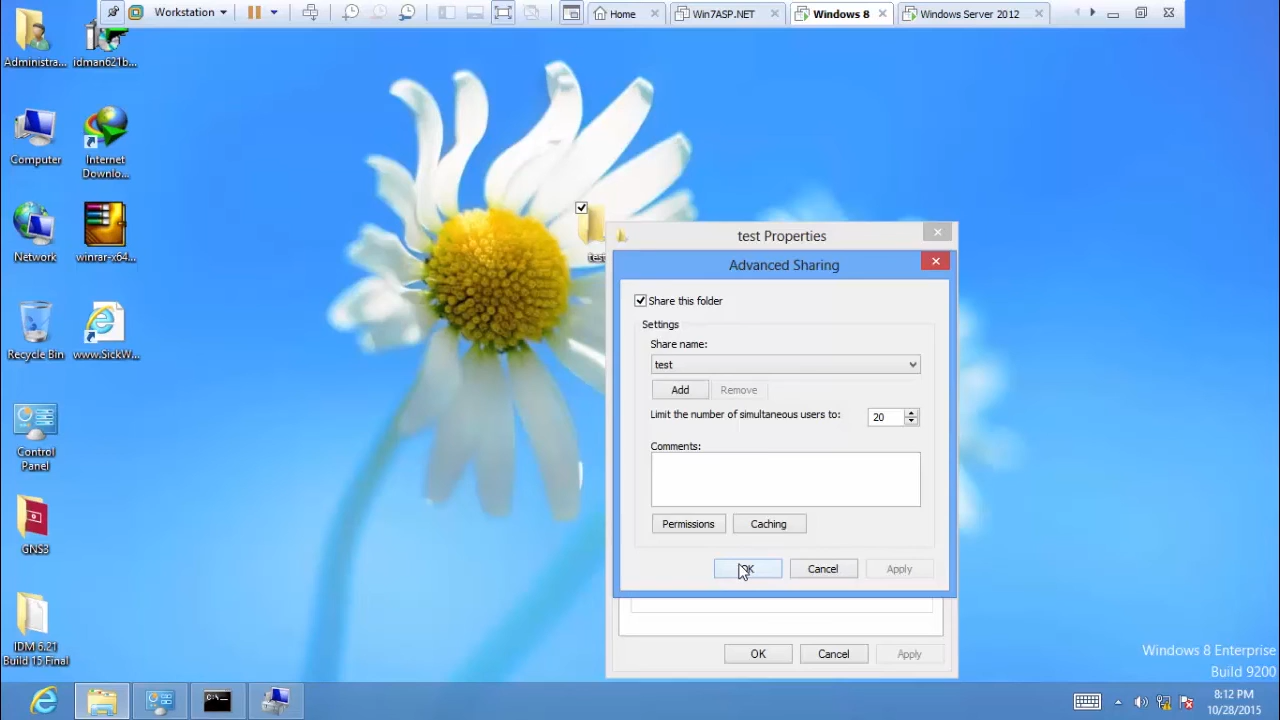 Workstation
Home
Win7ASP.NET
Windows 8
Windows Server 2012
Administra...
idman621b...
Computer
Internet
Downlo...
Network
winrar-x64...
Recycle Bin
www.SickW...
Control
Panel
GNS3
IDM 6.21
Build 15 Final
test
test Properties
Advanced Sharing
Share this folder
Settings
Share name:
test
Add
Remove
Limit the number of simultaneous users to:
20
Comments:
Permissions
Caching
OK
Cancel
Apply
OK
Cancel
Apply
Windows 8 Enterprise
Build 9200
8:12 PM
10/28/2015